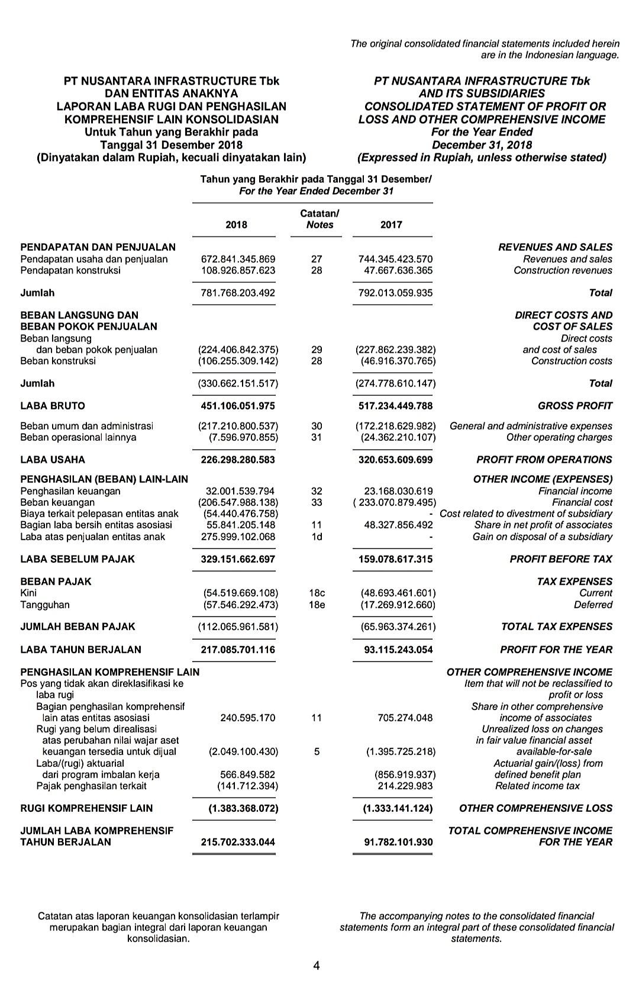 The original consolidated financial statements included herein
are in the Indonesian language.
PT NUSANTARA INFRASTRUCTURE Tbk PT NUSANTARA INFRASTRUCTURE Tbk
DAN ENTITAS ANAKNYA AND ITS SUBSIDIARIES
LAPORAN LABA RUGI DAN PENGHASILAN CONSOLIDATED STATEMENT OF PROFIT OR
KOMPREHENSIF LAIN KONSOLIDASIAN LOSS AND OTHER COMPREHENSIVE INCOME
Untuk Tahun yang Berakhir pada For the Year Ended
Tanggal 31 Desember 2018 December 31, 2018
(Dinyatakan dalam Rupiah, kecuali dinyatakan lain) (Expressed in Rupiah, unless otherwise stated)
Tahun yang Berakhir pada Tanggal 31 Desember/
For the Year Ended December 31
Catatan/
2018 Notes 2017
PENDAPATAN DAN PENJUALAN REVENUES AND SALES
Pendapatan usaha dan penjualan 672.841.345.869 27 744.345.423.570 Revenues and sales
Pendapatan konstruksi 108.926.857.623 28 47.667.636.365 Construction revenues
Jumlah 781.768.203.492 792.013.059.935 Total
BEBAN LANGSUNG DAN DIRECT COSTS AND
BEBAN POKOK PENJUALAN COST OF SALES
Beban langsung Direct costs
dan beban pokok penjualan (224.406.842.375) 29 (227.862.239.382) and cost of sales
Beban konstruksi (106.255.309.142) 28 (46.916.370.765) Construction costs
Jumlah (330.662.151.517) (274.778.610.147) Total
LABA BRUTO 451.106.051.975 517.234.449.788 GROSS PROFIT
Beban umum dan administrasi (217.210.800.537) 30 (172.218.629.982) General and administrative expenses
Beban operasional lainnya (7.596.970.855) 31 (24.362.210.107) Other operating charges
LABA USAHA 226.298.280.583 320.653.609.699 PROFIT FROM OPERATIONS
PENGHASILAN (BEBAN) LAIN-LAIN OTHER INCOME (EXPENSES)
Penghasilan keuangan 32.001.539.794 32 23.168.030.619 Financial income
Beban keuangan (206.547.988.138) 33 ( 233.070.879.495) Financial cost
Biaya terkait pelepasan entitas anak (54.440.476.758) - Cost related to divestment of subsidiary
Bagian laba bersih entitas asosiasi 55.841.205.148 11 48.327.856.492 Share in net profit of associates
Laba atas penjualan entitas anak 275.999.102.068 1d - Gain on disposal of a subsidiary
LABA SEBELUM PAJAK 329.151.662.697 159.078.617.315 PROFIT BEFORE TAX
BEBAN PAJAK TAX EXPENSES
Kini (54.519.669.108) 18c (48.693.461.601) Current
Tangguhan (57.546.292.473) 18e (17.269.912.660) Deferred
JUMLAH BEBAN PAJAK (112.065.961.581) (65.963.374.261) TOTAL TAX EXPENSES
LABA TAHUN BERJALAN 217.085.701.116 93.115.243.054 PROFIT FOR THE YEAR
PENGHASILAN KOMPREHENSIF LAIN OTHER COMPREHENSIVE INCOME
Pos yang tidak akan direklasifikasi ke Item that will not be reclassified to
laba rugi profit or loss
Bagian penghasilan komprehensif Share in other comprehensive
lain atas entitas asosiasi 240.595.170 11 705.274.048 income of associates
Rugi yang belum direalisasi Unrealized loss on changes
atas perubahan nilai wajar aset in fair value financial asset
keuangan tersedia untuk dijual (2.049.100.430) 5 (1.395.725.218) available-for-sale
Laba/(rugi) aktuarial Actuarial gain/(loss) from
dari program imbalan kerja 566.849.582 (856.919.937) defined benefit plan
Pajak penghasilan terkait (141.712.394) 214.229.983 Related income tax
RUGI KOMPREHENSIF LAIN (1.383.368.072) (1.333.141.124) OTHER COMPREHENSIVE LOSS
JUMLAH LABA KOMPREHENSIF TOTAL COMPREHENSIVE INCOME
TAHUN BERJALAN 215.702.333.044 91.782.101.930 FOR THE YEAR
Catatan atas laporan keuangan konsolidasian terlampir The accompanying notes to the consolidated financial
merupakan bagian integral dari laporan keuangan statements form an integral part of these consolidated financial
konsolidasian. statements.
4